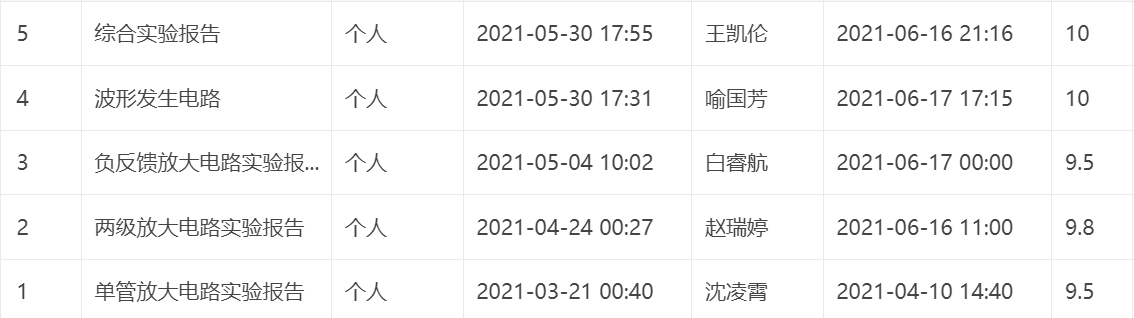 5 综合实验报告 个人 2021-05-30 17:55 王凯伦 2021-06-16 21:16 10
4 波形发生电路 个人 2021-05-30 17:31 喻国芳 2021-06-17 17:15 10
3 负反馈放大电路实验报... 个人 2021-05-04 10:02 白睿航 2021-06-17 00:00 9.5
2 两级放大电路实验报告 个人 2021-04-24 00:27 赵瑞婷 2021-06-16 11:00 9.8
1 单管放大电路实验报告 个人 2021-03-21 00:40 沈凌霄 2021-04-10 14:40 9.5